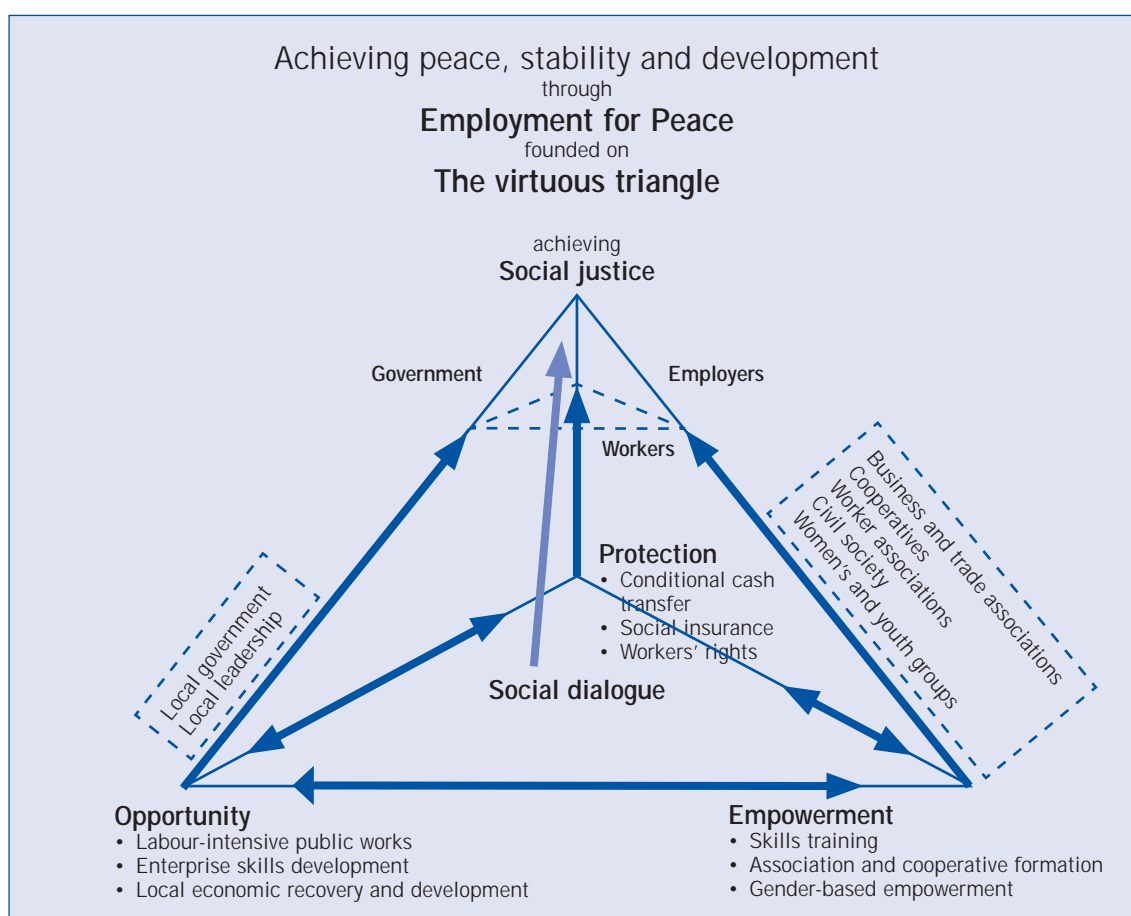 Achieving peace, stability and development
through
Employment for Peace
founded on
The virtuous triangle
achieving
Social justice
Government
Employers
Workers
Business and trade associations
Cooperatives
Worker associations
Civil society
Women's and youth groups
Protection
• Conditional cash
transfer
• Social insurance
• Workers' rights
Local government
Local leadership
Social dialogue
Opportunity
• Labour-intensive public works
• Enterprise skills development
• Local economic recovery and development
Empowerment
• Skills training
• Association and cooperative formation
• Gender-based empowerment